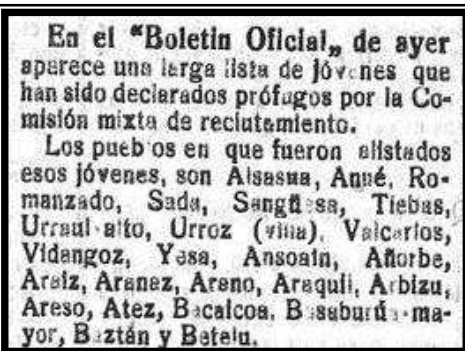 En el “Boletin Oficial„ de ayer
aparece una larga lista de jóvenes que
han sido declarados prófugos por la Co-
misión mixta de reclutamiento.
Los pueblos en que fueron alistados
esos jóvenes, son Alsasua, Anué, Ro-
manzado, Sada, Sangüesa, Tiebas,
Urraul-alto, Urroz (villa), Valcarlos,
Vidangoz, Yesa, Ansoain, Añorbe,
Araiz, Aranaz, Arano, Araquil, Arbizu,
Areso, Atez, Bacaicoa, Basaburúa-ma-
yor, Baztán y Betelu.